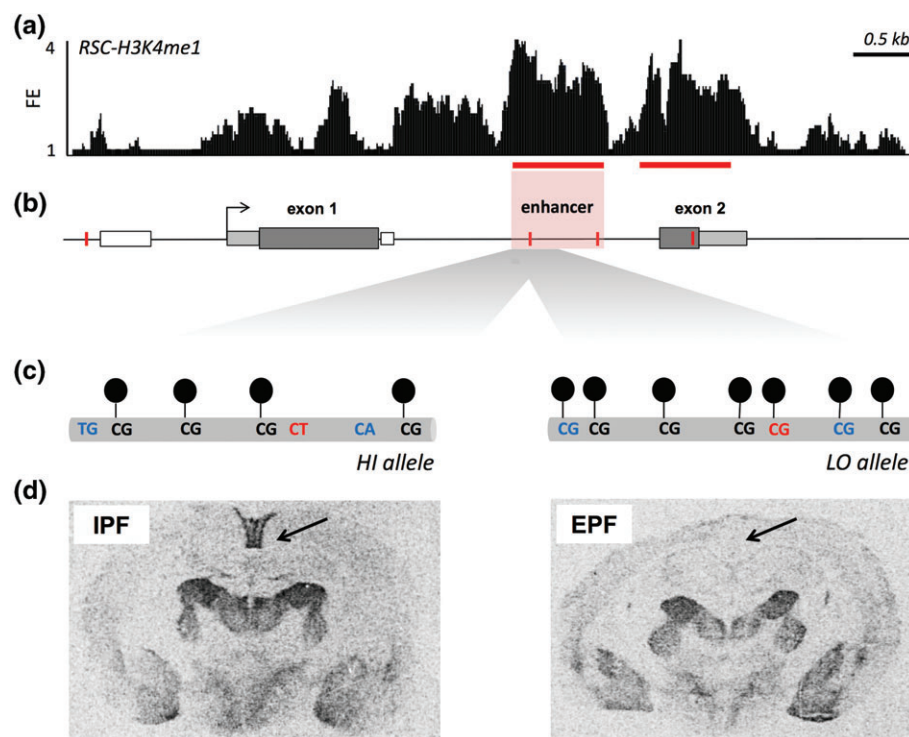 (a)
RSC-H3K4me1
4
0.5 kb
FE
1
(b)
exon 1
enhancer
exon 2
(c)
TG CG CG CG CT CA CG
CG CG CG CG CG CG CG
HI allele
LO allele
(d)
IPF
EPF